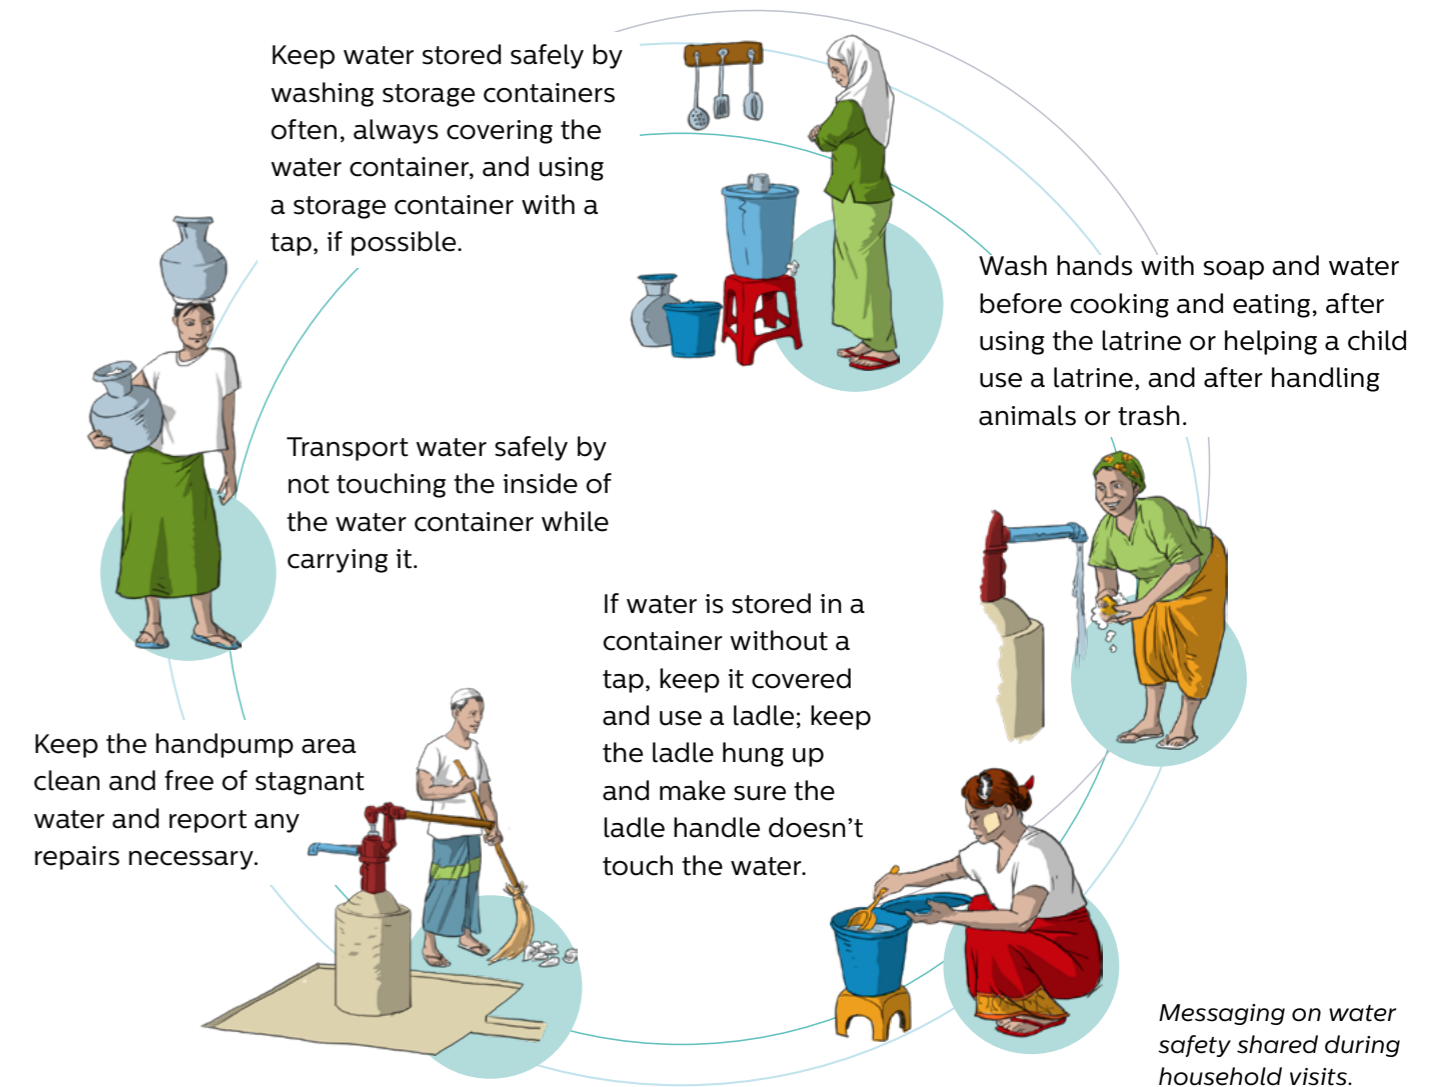 Keep water stored safely by
washing storage containers
often, always covering the
water container, and using
a storage container with a
tap, if possible.
Wash hands with soap and water
before cooking and eating, after
using the latrine or helping a child
use a latrine, and after handling
animals or trash.
Transport water safely by
not touching the inside of
the water container while
carrying it.
If water is stored in a
container without a
tap, keep it covered
and use a ladle; keep
the ladle hung up
and make sure the
ladle handle doesn’t
touch the water.
Keep the handpump area
clean and free of stagnant
water and report any
repairs necessary.
Messaging on water
safety shared during
household visits.